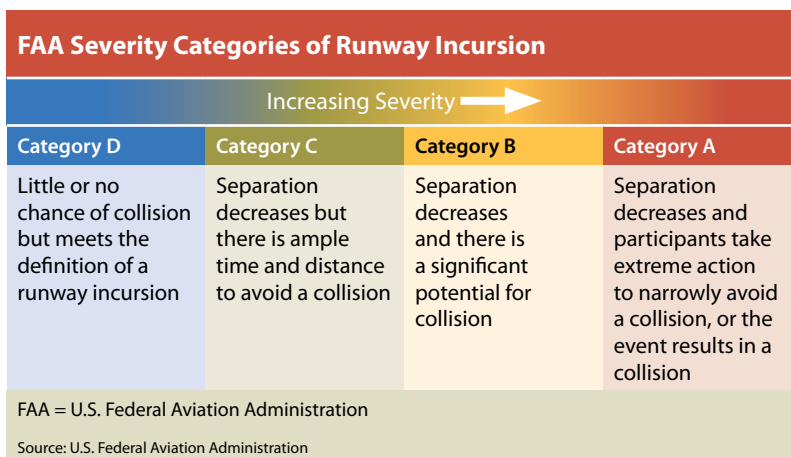 FAA Severity Categories of Runway Incursion
Increasing Severity
Category D
Little or no
chance of collision
but meets the
definition of a
runway incursion
Category C
Separation
decreases but
there is ample
time and distance
to avoid a collision
Category B
Separation
decreases
and there is
a significant
potential for
collision
Category A
Separation
decreases and
participants take
extreme action
to narrowly avoid
a collision, or the
event results in a
collision
FAA = U.S. Federal Aviation Administration
Source: U.S. Federal Aviation Administration